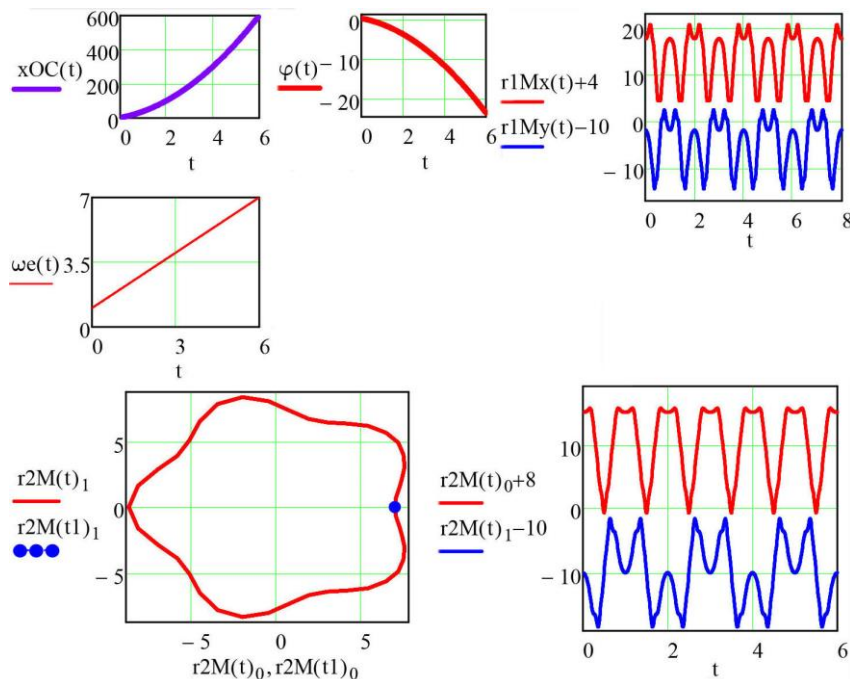 600
400
xOC(t)
200
0
0 2 4 6
t
0
φ(t) −
− 20
0 2 4 6
t
20
10
r1Mx(t)+4
0
r1My(t)−10
− 10
0 2 4 6 8
t
7
ωe(t) 3.5
0
0 3 6
t
5
r2M(t)₁
0
r2M(t1)₁
− 5
− 5 0 5
r2M(t)₀, r2M(t1)₀
10
r2M(t)₀+8
0
r2M(t)₁−10
− 10
0 2 4 6
t